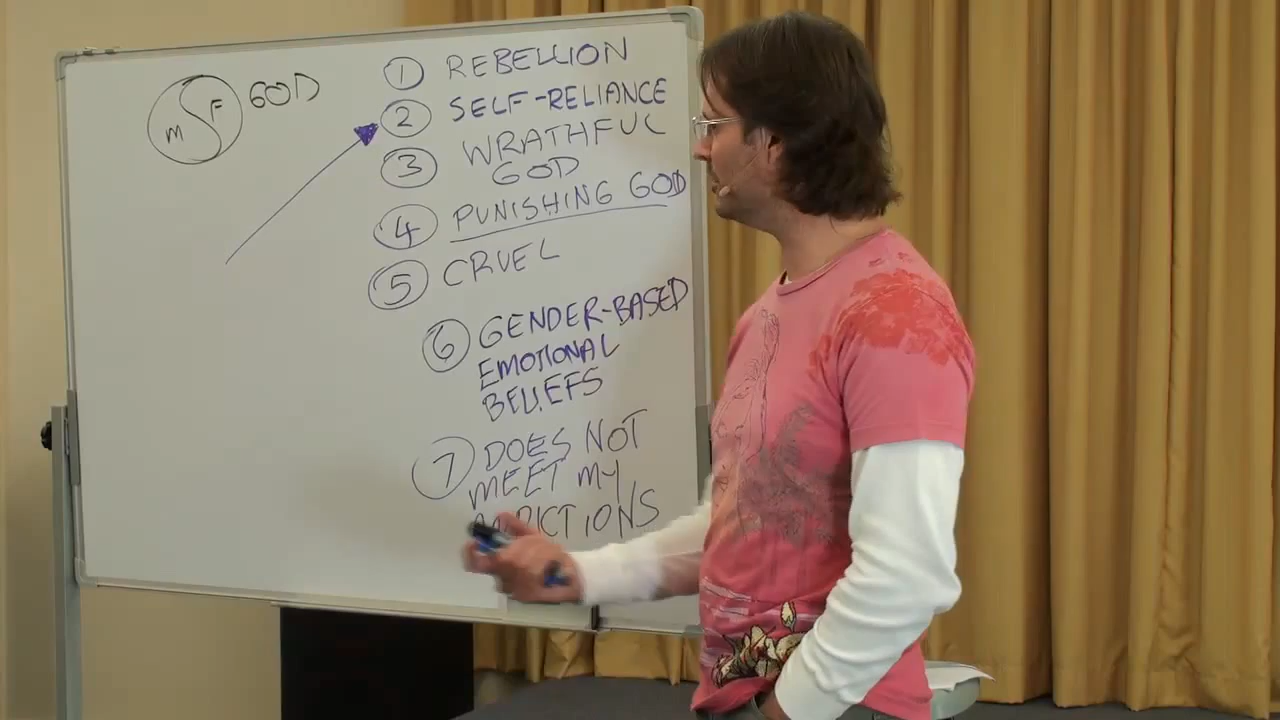 M F GOD
1 REBELLION
2 SELF-RELIANCE
3 WRATHFUL
GOD
4 PUNISHING GOD
5 CRUEL
6 GENDER-BASED
EMOTIONAL
BELIEFS
7 DOES NOT
MEET MY
ADDICTIONS